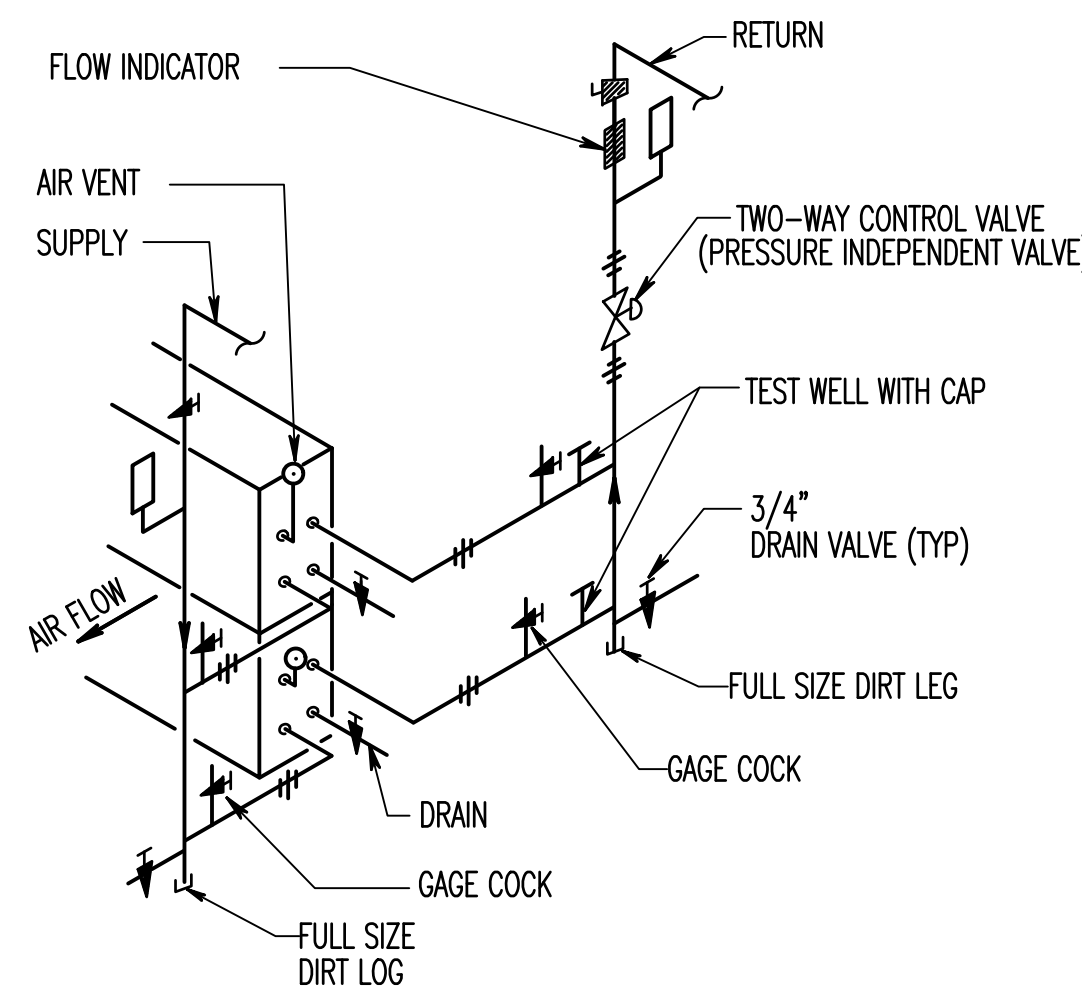 RETURN
FLOW INDICATOR
AIR VENT
SUPPLY
TWO-WAY CONTROL VALVE
(PRESSURE INDEPENDENT VALVE)
TEST WELL WITH CAP
3/4"
DRAIN VALVE (TYP)
AIR FLOW
FULL SIZE DIRT LEG
GAGE COCK
DRAIN
GAGE COCK
FULL SIZE
DIRT LOG